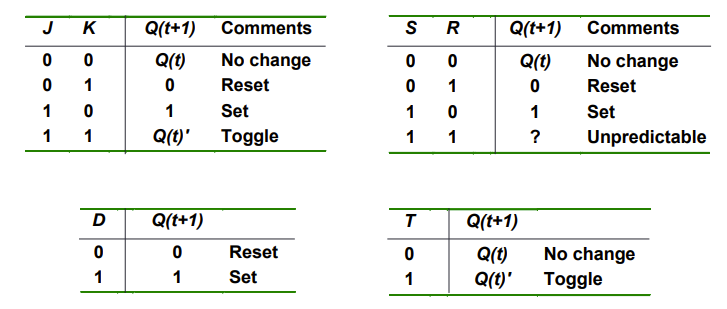 J K Q(t+1) Comments
0 0 Q(t) No change
0 1 0 Reset
1 0 1 Set
1 1 Q(t)' Toggle
S R Q(t+1) Comments
0 0 Q(t) No change
0 1 0 Reset
1 0 1 Set
1 1 ? Unpredictable
D Q(t+1)
0 0 Reset
1 1 Set
T Q(t+1)
0 Q(t) No change
1 Q(t)' Toggle